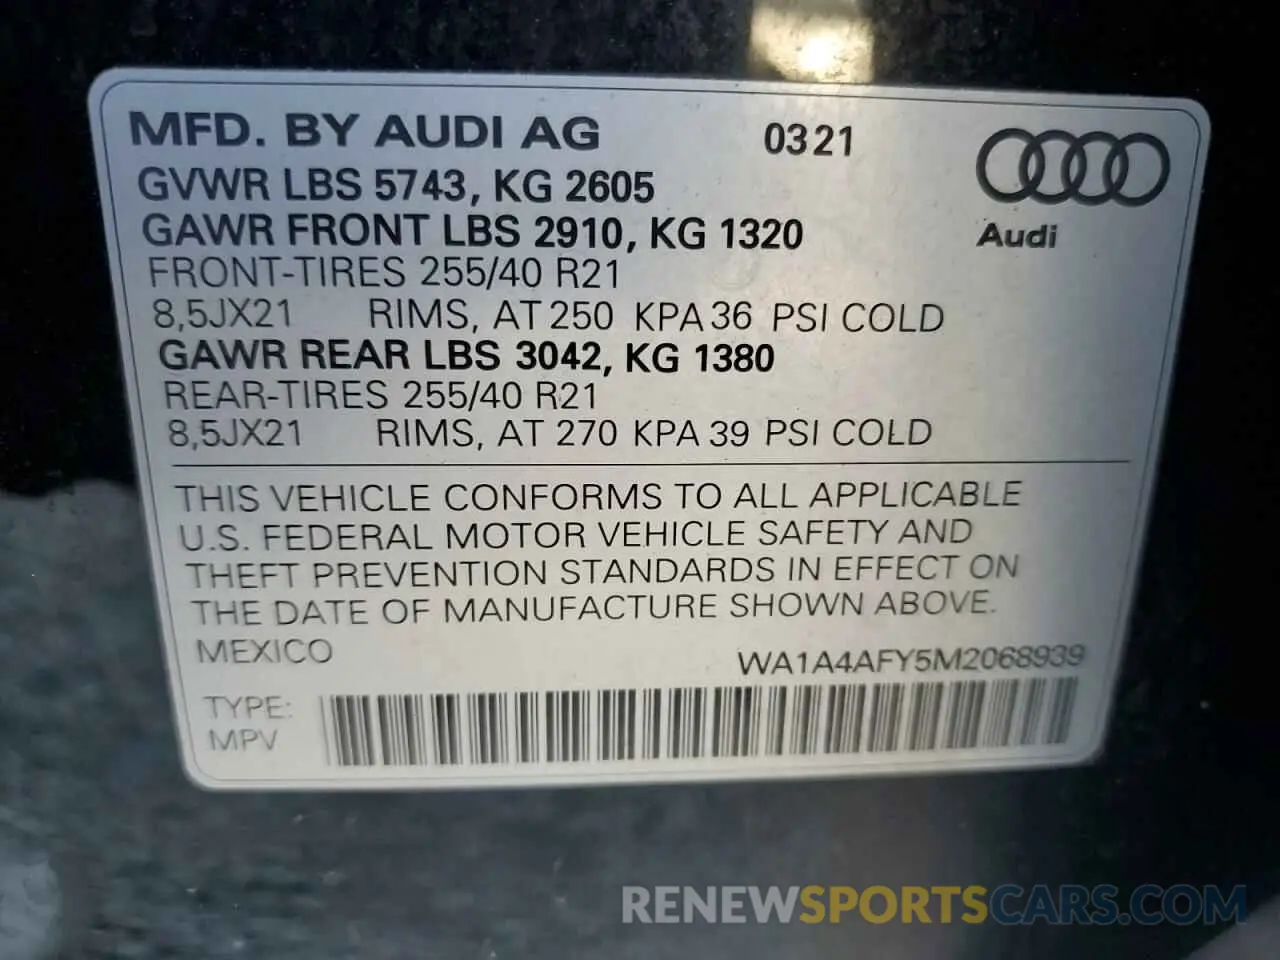 MFD. BY AUDI AG 0321
GVWR LBS 5743, KG 2605
GAWR FRONT LBS 2910, KG 1320
Audi
FRONT-TIRES 255/40 R21
8,5JX21 RIMS, AT 250 KPA 36 PSI COLD
GAWR REAR LBS 3042, KG 1380
REAR-TIRES 255/40 R21
8,5JX21 RIMS, AT 270 KPA 39 PSI COLD
THIS VEHICLE CONFORMS TO ALL APPLICABLE
U.S. FEDERAL MOTOR VEHICLE SAFETY AND
THEFT PREVENTION STANDARDS IN EFFECT ON
THE DATE OF MANUFACTURE SHOWN ABOVE.
MEXICO WA1A4AFY5M2068939
TYPE:
MPV
RENEWSPORTSCARS.COM